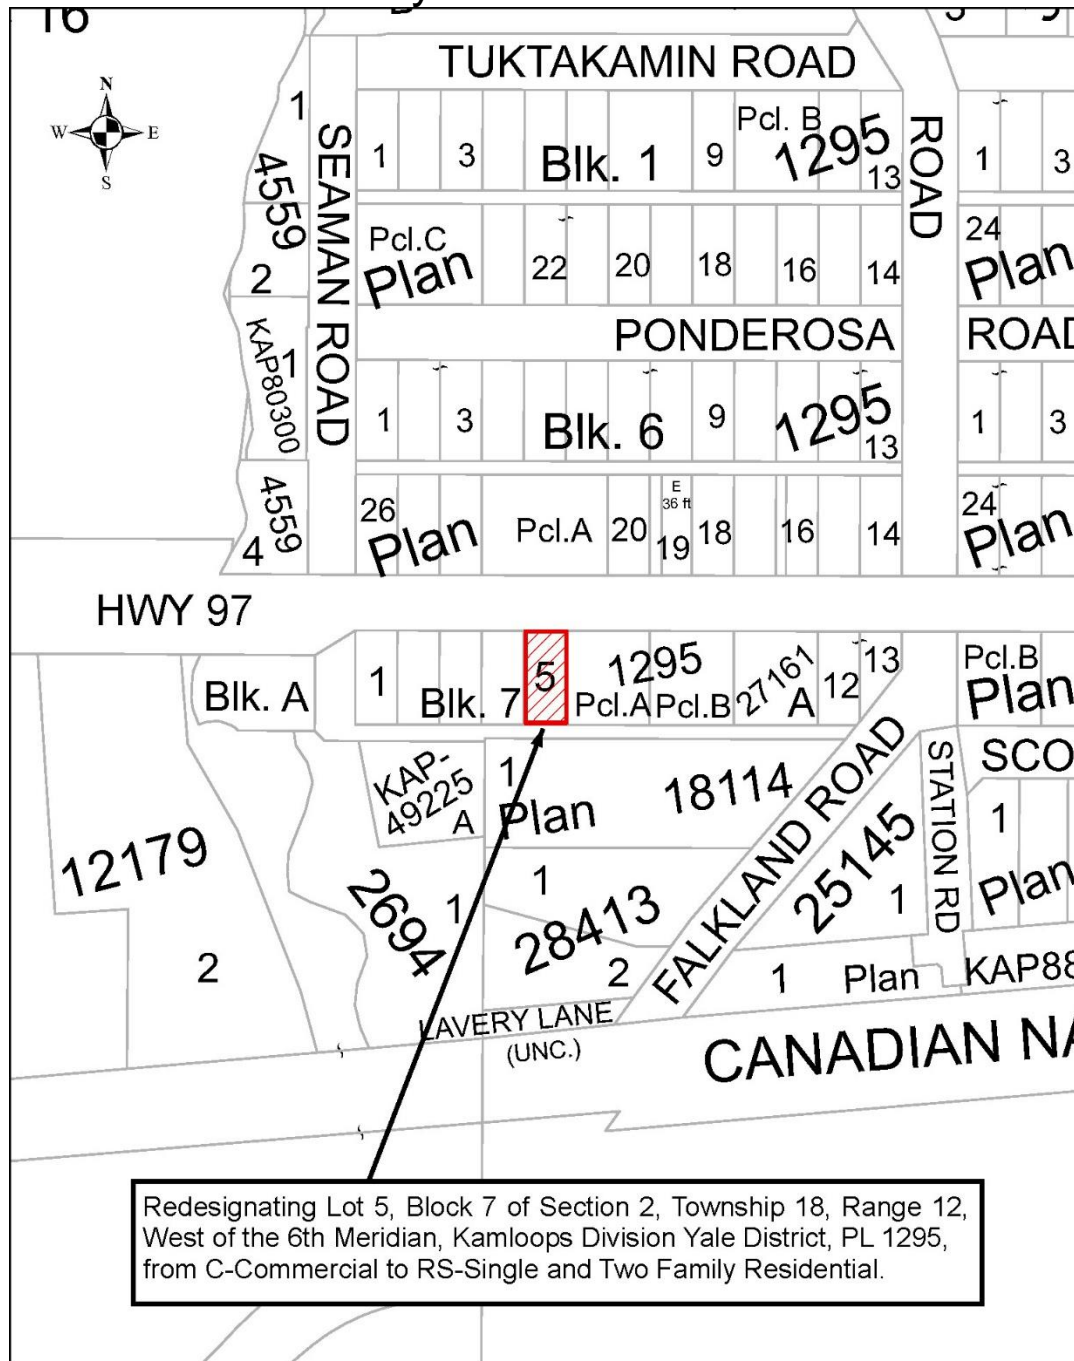 16
TUKTAKAMIN ROAD
N
W E
S
1
4559
2
SEAMAN ROAD
1
3
Blk. 1
9
Pcl. B
1295
13
ROAD
1
3
Pcl.C
Plan
22
20
18
16
14
24
Plan
PONDEROSA
ROAD
1
KAP80300
1
3
Blk. 6
9
1295
13
1
3
4559
4
26
Plan
Pcl.A
20
E
36 ft
19
18
16
14
24
Plan
HWY 97
Blk. A
1
Blk. 7
5
1295
Pcl.A
Pcl.B
27161
A
12
13
Pcl.B
Plan
KAP-
49225
A
1
Plan
18114
FALKLAND ROAD
STATION RD
SCO
1
Plan
12179
2
2694
1
1
28413
2
25145
1
1
Plan
KAP88
LAVERY LANE
(UNC.)
CANADIAN NA
Redesignating Lot 5, Block 7 of Section 2, Township 18, Range 12,
West of the 6th Meridian, Kamloops Division Yale District, PL 1295,
from C-Commercial to RS-Single and Two Family Residential.